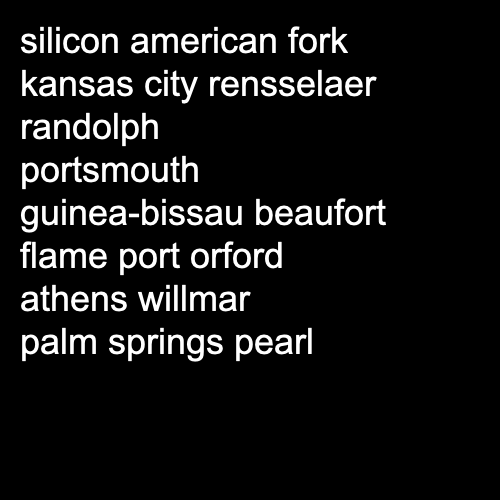 silicon american fork
kansas city rensselaer
randolph
portsmouth
guinea-bissau beaufort
flame port orford
athens willmar
palm springs pearl